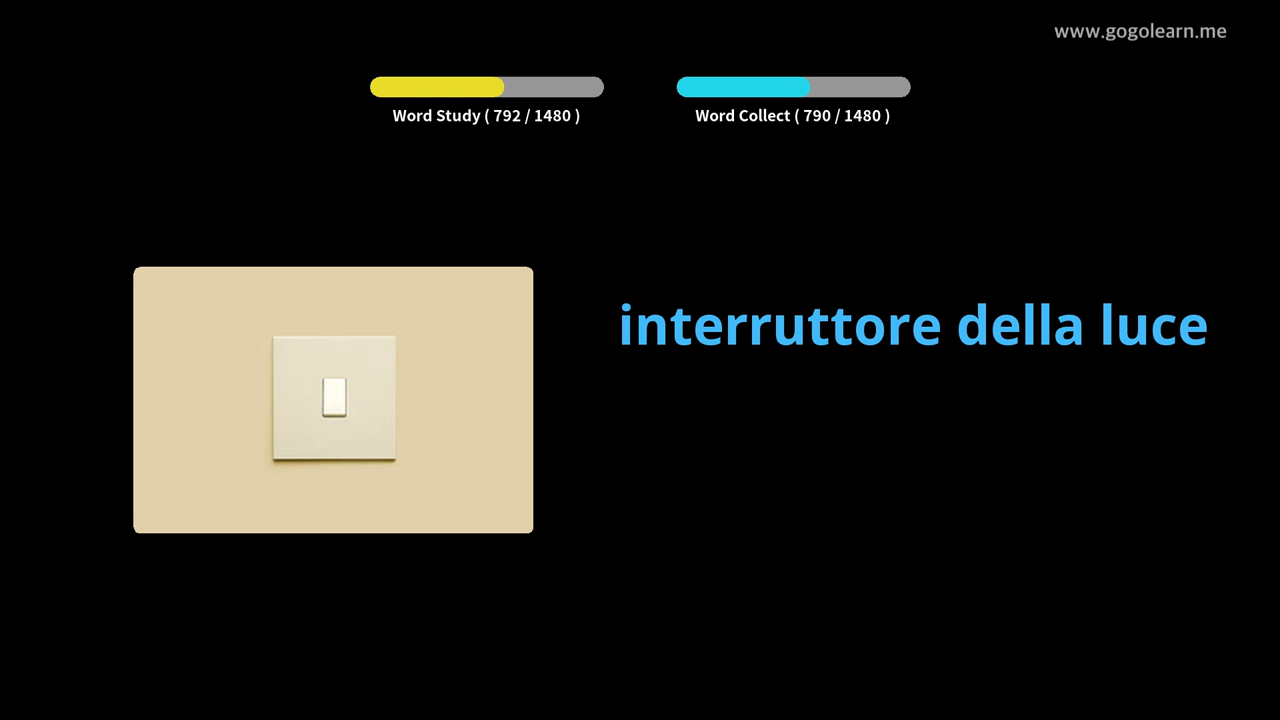 www.gogolearn.me
Word Study ( 792 / 1480 )
Word Collect ( 790 / 1480 )
interruttore della luce